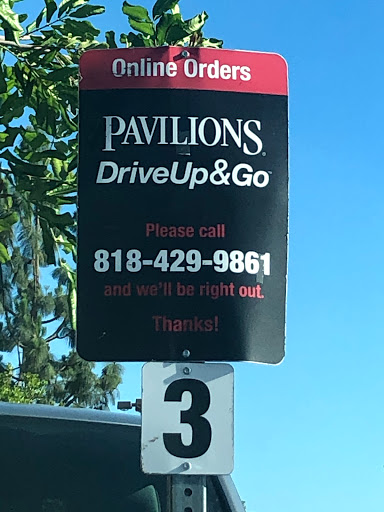 Online Orders
PAVILIONS
DriveUp&Go
Please call
818-429-9861
and we'll be right out.
Thanks!
3